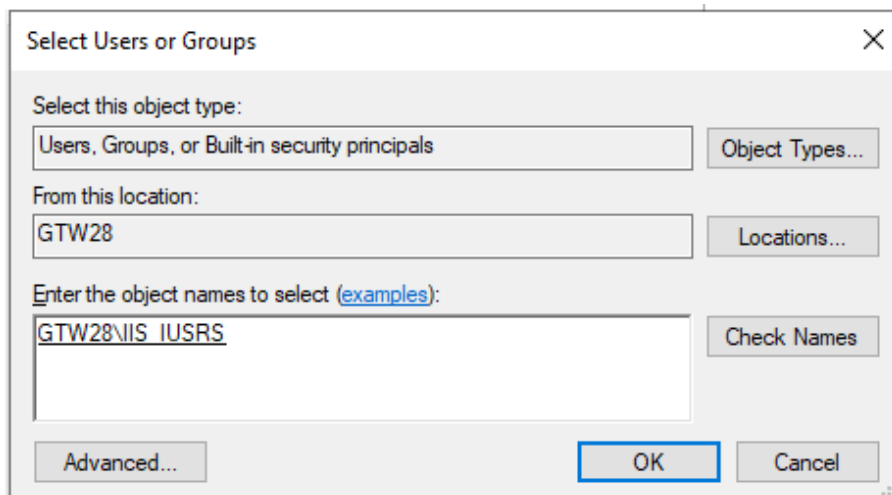 Select Users or Groups
Select this object type:
Users, Groups, or Built-in security principals
Object Types...
From this location:
GTW28
Locations...
Enter the object names to select (examples):
GTW28\IIS_IUSRS
Check Names
Advanced...
OK
Cancel